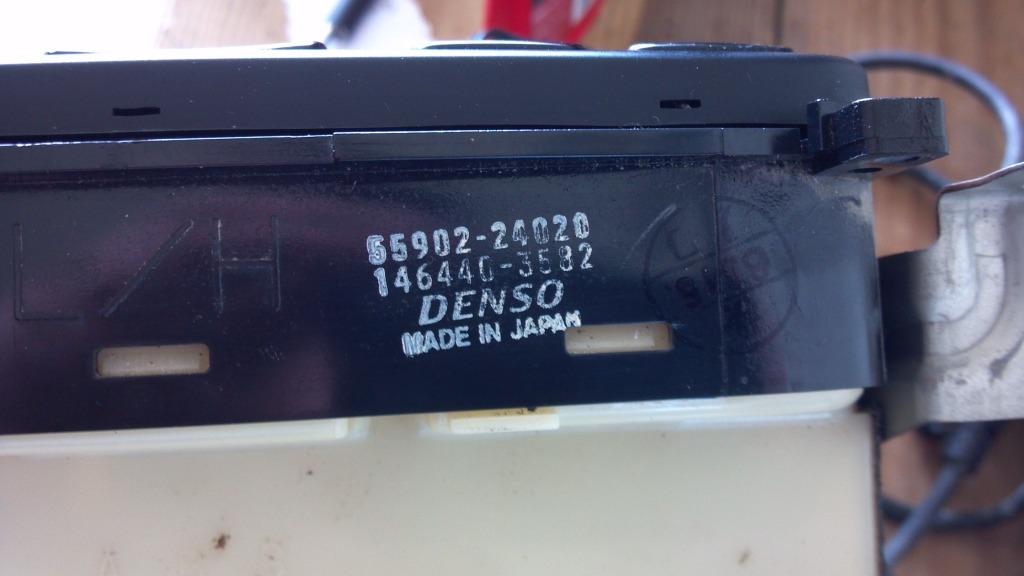 L/H
55902-24020
146440-3582
DENSO
MADE IN JAPAN